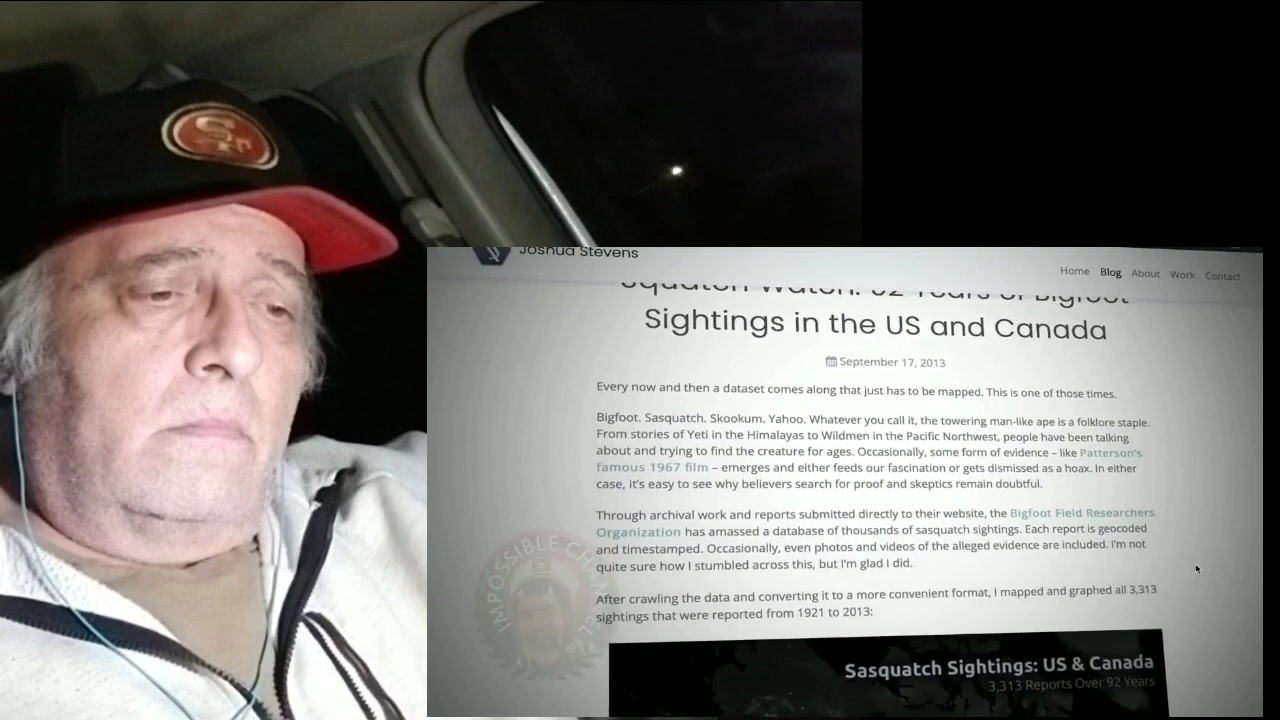 SF
Joshua Stevens
Home Blog About Work Contact
Squatch Watch: 92 Years of Bigfoot
Sightings in the US and Canada
September 17, 2013
Every now and then a dataset comes along that just has to be mapped. This is one of those times.
Bigfoot. Sasquatch. Skookum. Yahoo. Whatever you call it, the towering man-like ape is a folklore staple.
From stories of Yeti in the Himalayas to Wildmen in the Pacific Northwest, people have been talking
about and trying to find the creature for ages. Occasionally, some form of evidence – like Patterson's
famous 1967 film – emerges and either feeds our fascination or gets dismissed as a hoax. In either
case, it's easy to see why believers search for proof and skeptics remain doubtful.
Through archival work and reports submitted directly to their website, the Bigfoot Field Researchers
Organization has amassed a database of thousands of sasquatch sightings. Each report is geocoded
and timestamped. Occasionally, even photos and videos of the alleged evidence are included. I'm not
quite sure how I stumbled across this, but I'm glad I did.
After crawling the data and converting it to a more convenient format, I mapped and graphed all 3,313
sightings that were reported from 1921 to 2013:
IMPOSSIBLE CHANNEL
Sasquatch Sightings: US & Canada
3,313 Reports Over 92 Years